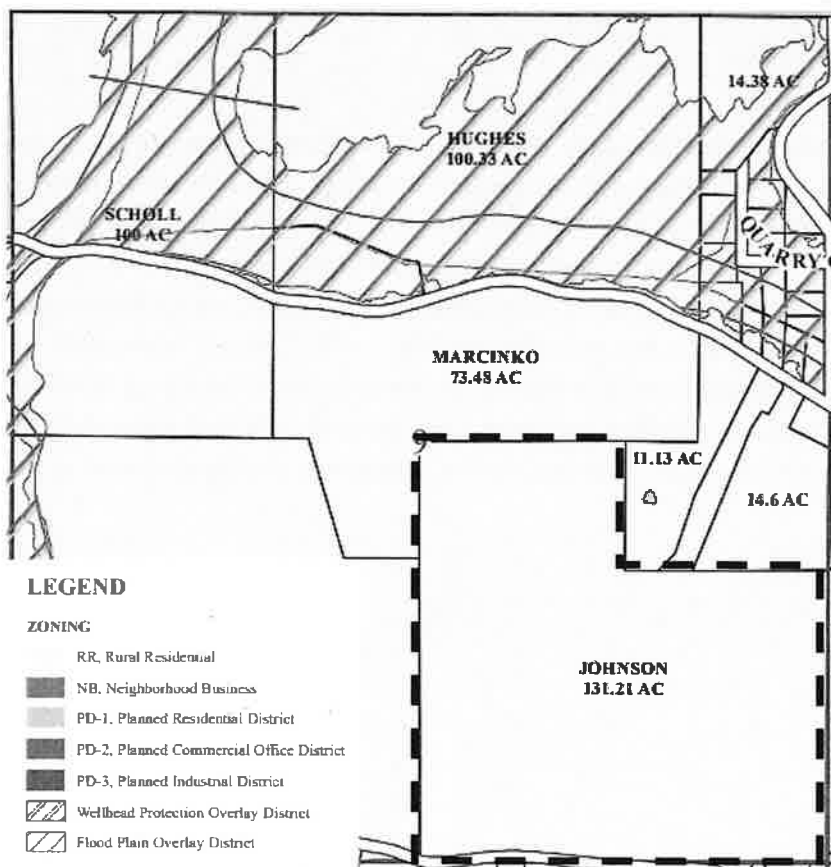 14.38 AC
HUGHES
100.33 AC
SCHOLL
100 AC
QUARRY
MARCINKO
73.48 AC
11.13 AC
14.6 AC
JOHNSON
131.21 AC
LEGEND
ZONING
RR, Rural Residential
NB, Neighborhood Business
PD-1, Planned Residential District
PD-2, Planned Commercial Office District
PD-3, Planned Industrial District
Wellhead Protection Overlay District
Flood Plain Overlay District